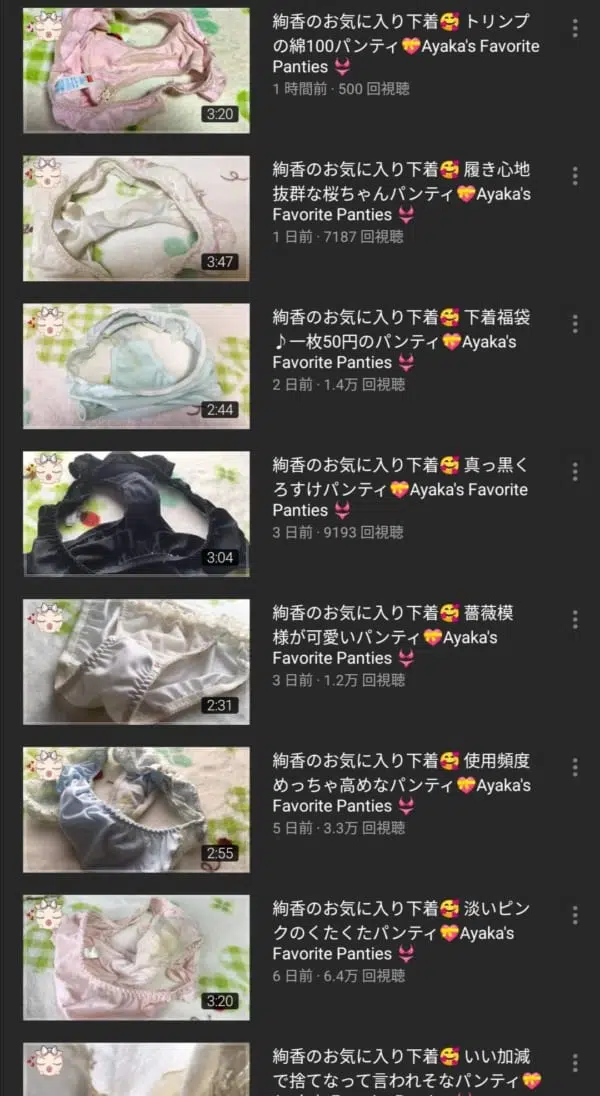 絢香のお気に入り下着🥰 トリンプ
の綿100パンティ💝Ayaka's Favorite
Panties 👙
1 時間前 · 500 回視聴
3:20
絢香のお気に入り下着🥰 履き心地
抜群な桜ちゃんパンティ💝Ayaka's
Favorite Panties 👙
1 日前 · 7187 回視聴
3:47
絢香のお気に入り下着🥰 下着福袋
♪一枚50円のパンティ💝Ayaka's
Favorite Panties 👙
2 日前 · 1.4万 回視聴
2:44
絢香のお気に入り下着🥰 真っ黒く
ろすけパンティ💝Ayaka's Favorite
Panties 👙
3 日前 · 9193 回視聴
3:04
絢香のお気に入り下着🥰 薔薇模
様が可愛いパンティ💝Ayaka's
Favorite Panties 👙
3 日前 · 1.2万 回視聴
2:31
絢香のお気に入り下着🥰 使用頻度
めっちゃ高めなパンティ💝Ayaka's
Favorite Panties 👙
5 日前 · 3.3万 回視聴
2:55
絢香のお気に入り下着🥰 淡いピン
クのくたくたパンティ💝Ayaka's
Favorite Panties 👙
6 日前 · 6.4万 回視聴
3:20
絢香のお気に入り下着🥰 いい加減
で捨てなって言われそなパンティ💝